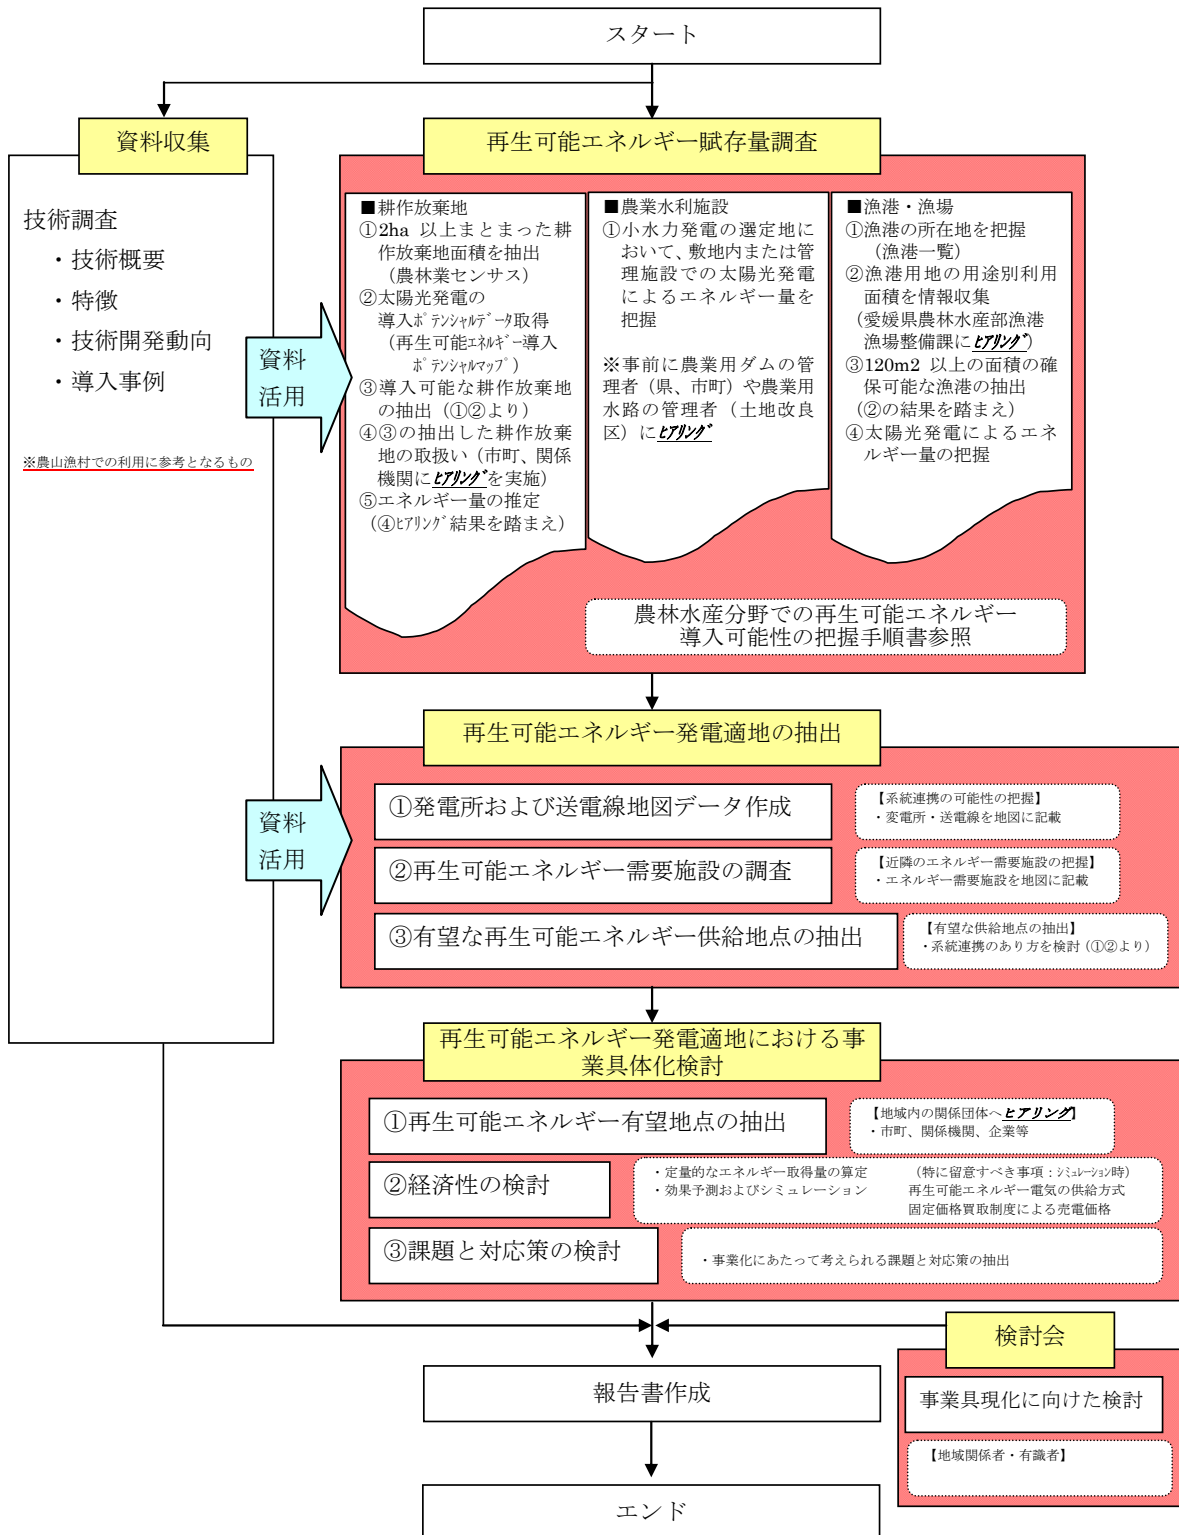 スタート
資料収集
技術調査
・技術概要
・特徴
・技術開発動向
・導入事例
※農山漁村での利用に参考となるもの
資料
活用
再生可能エネルギー賦存量調査
■耕作放棄地
①2ha 以上まとまった耕
作放棄地面積を抽出
（農林業センサス）
②太陽光発電の
導入ﾎﾟﾃﾝｼｬﾙﾃﾞｰﾀ取得
（再生可能ｴﾈﾙｷﾞｰ導入
ﾎﾟﾃﾝｼｬﾙﾏｯﾌﾟ）
③導入可能な耕作放棄地
の抽出（①②より）
④③の抽出した耕作放棄
地の取扱い（市町、関係
機関にﾋｱﾘﾝｸﾞを実施）
⑤エネルギー量の推定
（④ﾋｱﾘﾝｸﾞ結果を踏まえ）
■農業水利施設
①小水力発電の選定地に
おいて、敷地内または管
理施設での太陽光発電
によるエネルギー量を
把握
※事前に農業用ダムの管
理者（県、市町）や農業用
水路の管理者（土地改良
区）にﾋｱﾘﾝｸﾞ
■漁港・漁場
①漁港の所在地を把握
（漁港一覧）
②漁港用地の用途別利用
面積を情報収集
（愛媛県農林水産部漁港
漁場整備課にﾋｱﾘﾝｸﾞ）
③120m2 以上の面積の確
保可能な漁港の抽出
（②の結果を踏まえ）
④太陽光発電によるエネ
ルギー量の把握
農林水産分野での再生可能エネルギー
導入可能性の把握手順書参照
再生可能エネルギー発電適地の抽出
資料
活用
①発電所および送電線地図データ作成
【系統連携の可能性の把握】
・変電所・送電線を地図に記載
②再生可能エネルギー需要施設の調査
【近隣のエネルギー需要施設の把握】
・エネルギー需要施設を地図に記載
③有望な再生可能エネルギー供給地点の抽出
【有望な供給地点の抽出】
・系統連携のあり方を検討（①②より）
再生可能エネルギー発電適地における事
業具体化検討
①再生可能エネルギー有望地点の抽出
【地域内の関係団体へヒアリング】
・市町、関係機関、企業等
②経済性の検討
・定量的なエネルギー取得量の算定
・効果予測およびシミュレーション
（特に留意すべき事項：ｼﾐｭﾚｰｼｮﾝ時）
再生可能エネルギー電気の供給方式
固定価格買取制度による売電価格
③課題と対応策の検討
・事業化にあたって考えられる課題と対応策の抽出
検討会
事業具現化に向けた検討
【地域関係者・有識者】
報告書作成
エンド